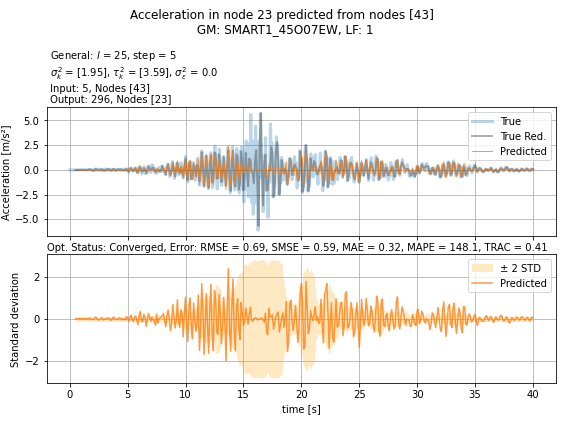 Acceleration in node 23 predicted from nodes [43]
GM: SMART1_45O07EW, LF: 1
General: l = 25, step = 5
σ²ₖ = [1.95], τ²ₖ = [3.59], σ²ε = 0.0
Input: 5, Nodes [43]
Output: 296, Nodes [23]
Acceleration [m/s²]
5.0
2.5
0.0
−2.5
−5.0
True
True Red.
Predicted
Opt. Status: Converged, Error: RMSE = 0.69, SMSE = 0.59, MAE = 0.32, MAPE = 148.1, TRAC = 0.41
Standard deviation
2
0
−2
± 2 STD
Predicted
0 5 10 15 20 25 30 35 40
time [s]